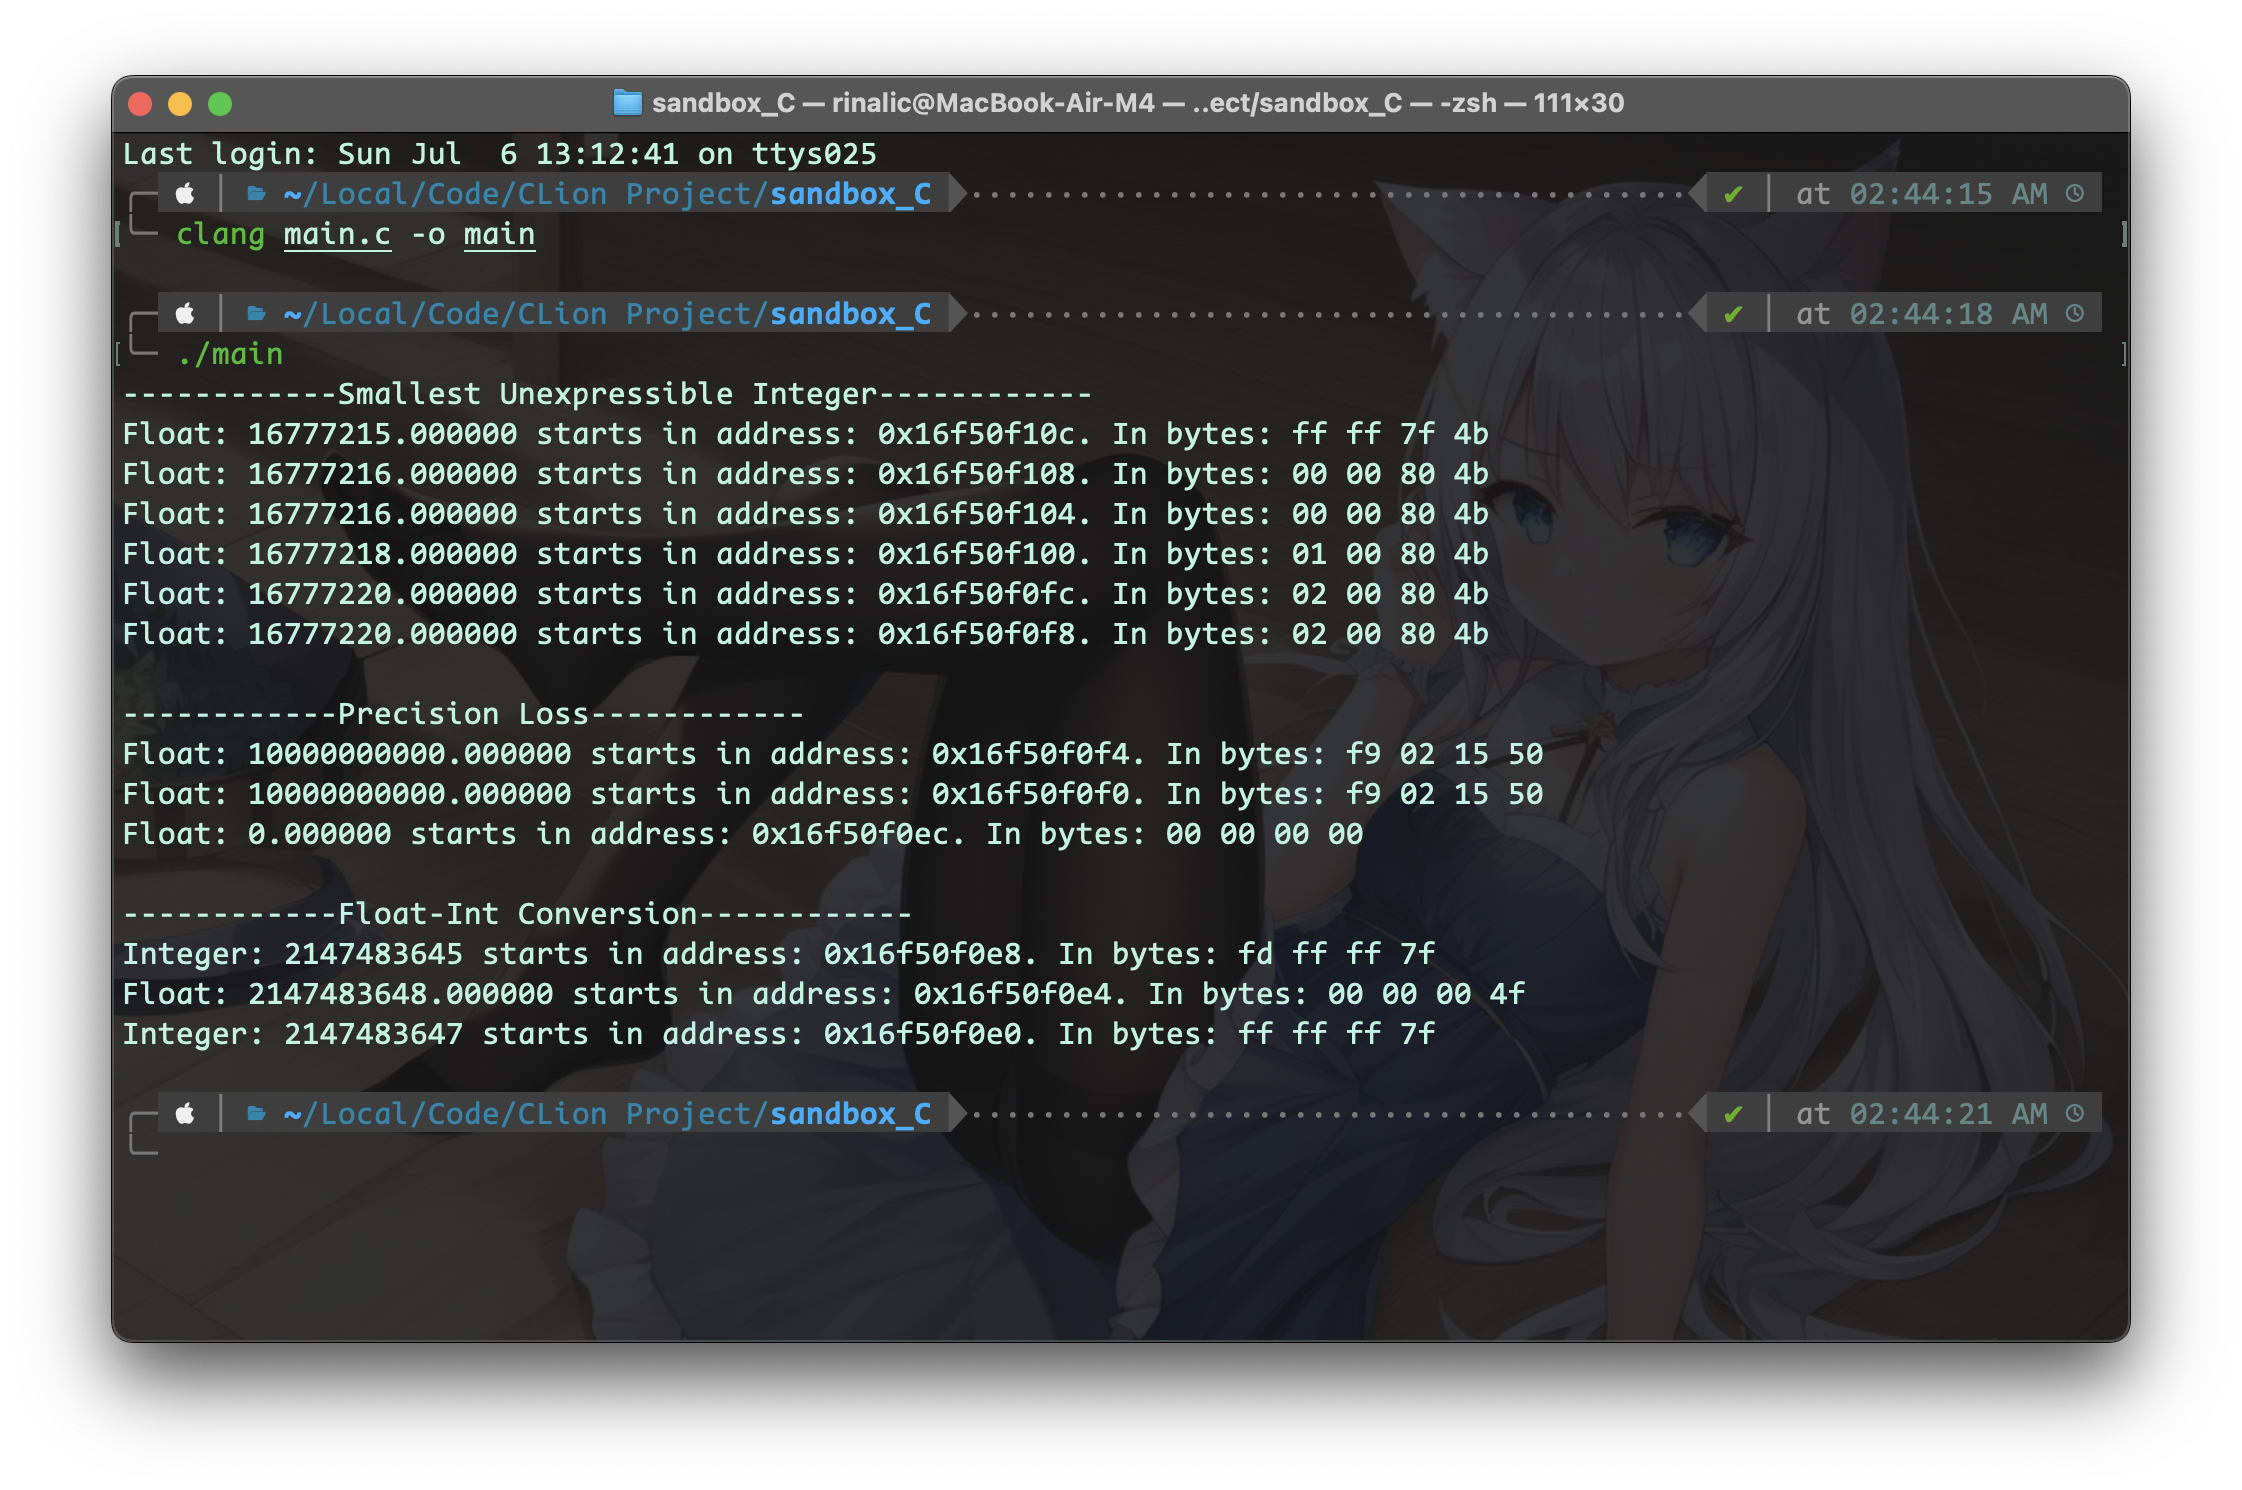 sandbox_C — rinalic@MacBook-Air-M4 — ..ect/sandbox_C — -zsh — 111×30
Last login: Sun Jul  6 13:12:41 on ttys025
~/Local/Code/CLion Project/sandbox_C ✔ at 02:44:15 AM
clang main.c -o main
~/Local/Code/CLion Project/sandbox_C ✔ at 02:44:18 AM
./main
------------Smallest Unexpressible Integer------------
Float: 16777215.000000 starts in address: 0x16f50f10c. In bytes: ff ff 7f 4b
Float: 16777216.000000 starts in address: 0x16f50f108. In bytes: 00 00 80 4b
Float: 16777216.000000 starts in address: 0x16f50f104. In bytes: 00 00 80 4b
Float: 16777218.000000 starts in address: 0x16f50f100. In bytes: 01 00 80 4b
Float: 16777220.000000 starts in address: 0x16f50f0fc. In bytes: 02 00 80 4b
Float: 16777220.000000 starts in address: 0x16f50f0f8. In bytes: 02 00 80 4b
------------Precision Loss------------
Float: 10000000000.000000 starts in address: 0x16f50f0f4. In bytes: f9 02 15 50
Float: 10000000000.000000 starts in address: 0x16f50f0f0. In bytes: f9 02 15 50
Float: 0.000000 starts in address: 0x16f50f0ec. In bytes: 00 00 00 00
------------Float-Int Conversion------------
Integer: 2147483645 starts in address: 0x16f50f0e8. In bytes: fd ff ff 7f
Float: 2147483648.000000 starts in address: 0x16f50f0e4. In bytes: 00 00 00 4f
Integer: 2147483647 starts in address: 0x16f50f0e0. In bytes: ff ff ff 7f
~/Local/Code/CLion Project/sandbox_C ✔ at 02:44:21 AM